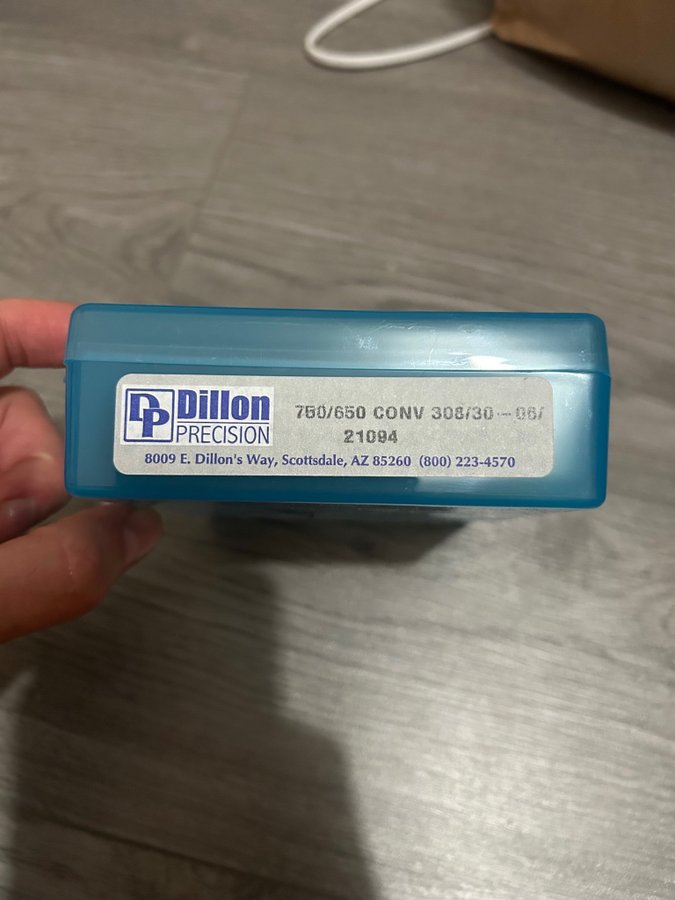 DP Dillon
PRECISION
750/650 CONV 308/30-06/
21094
8009 E. Dillon's Way, Scottsdale, AZ 85260 (800) 223-4570